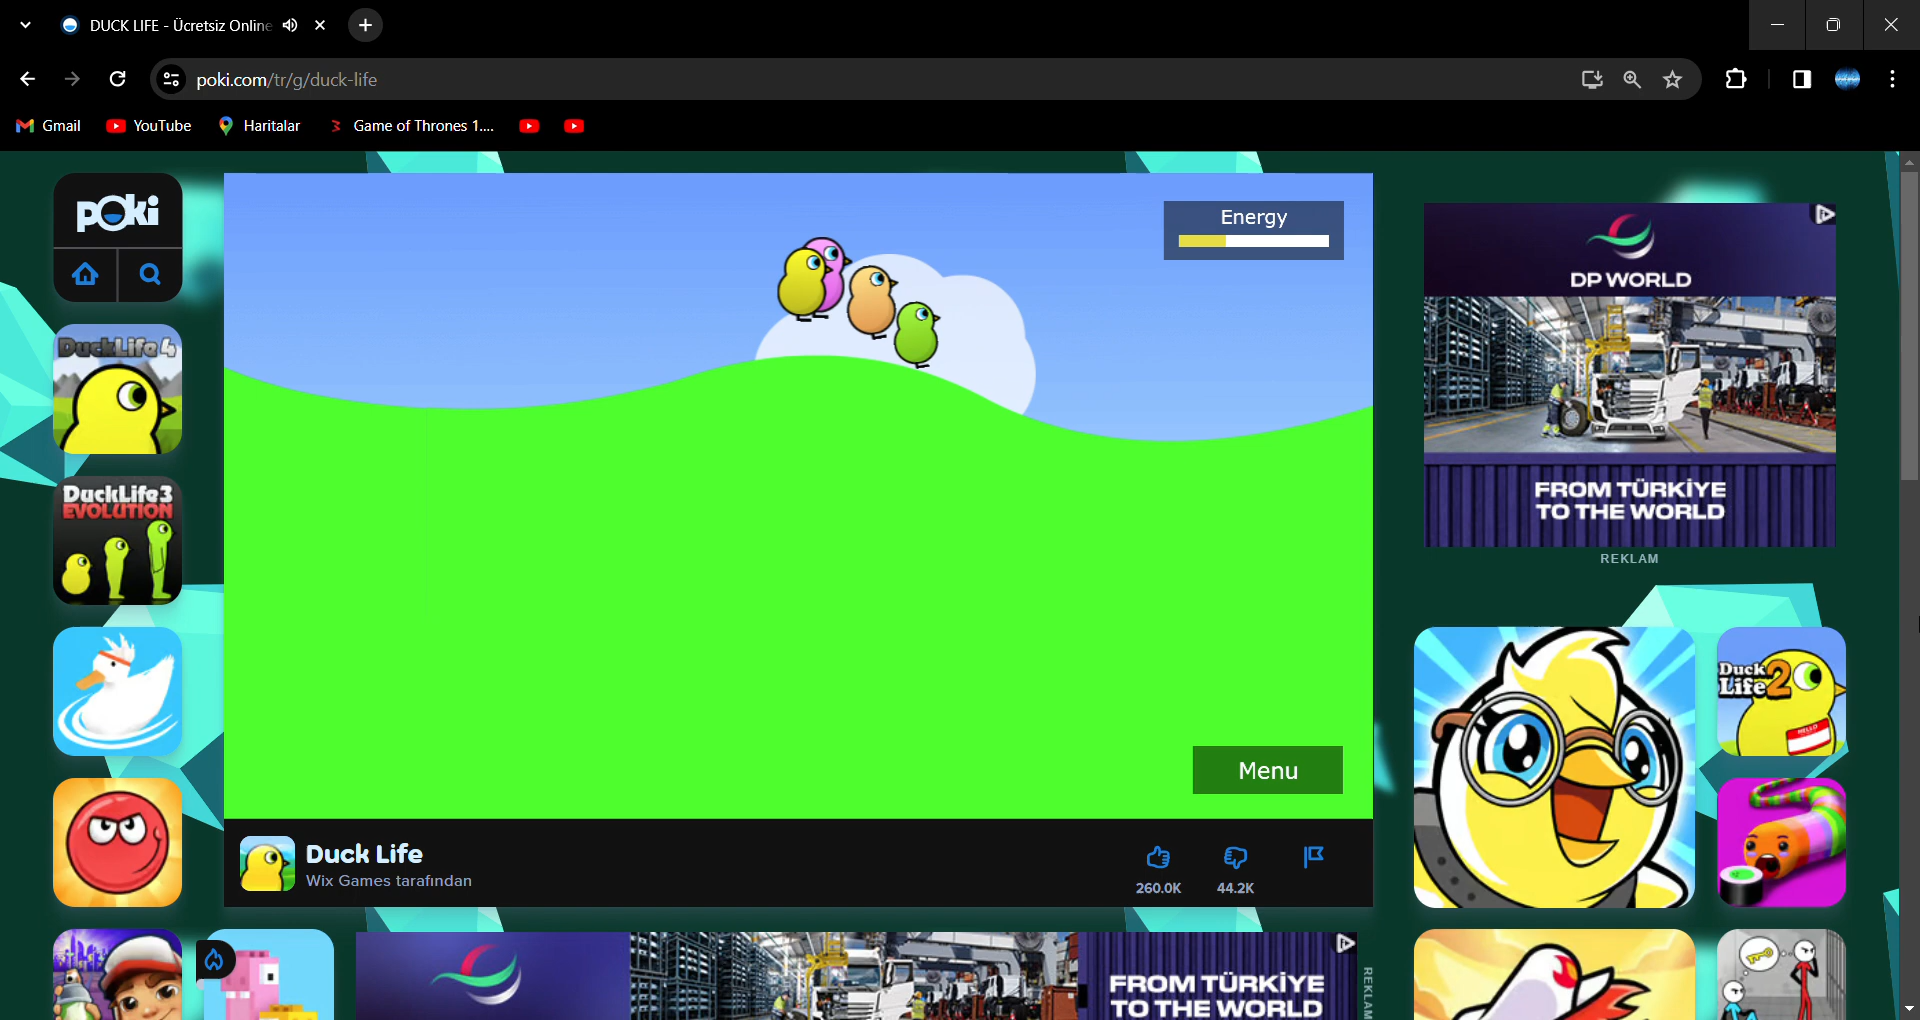 DUCK LIFE - Ücretsiz Online
poki.com/tr/g/duck-life
Gmail
YouTube
Haritalar
Game of Thrones 1....
poki
DuckLife4
DuckLife3
EVOLUTION
Energy
Menu
Duck Life
Wix Games tarafından
260.0K
44.2K
DP WORLD
FROM TÜRKİYE
TO THE WORLD
REKLAM
Duck
Life2
HELLO
FROM TÜRKİYE
TO THE WORLD
REKLAM